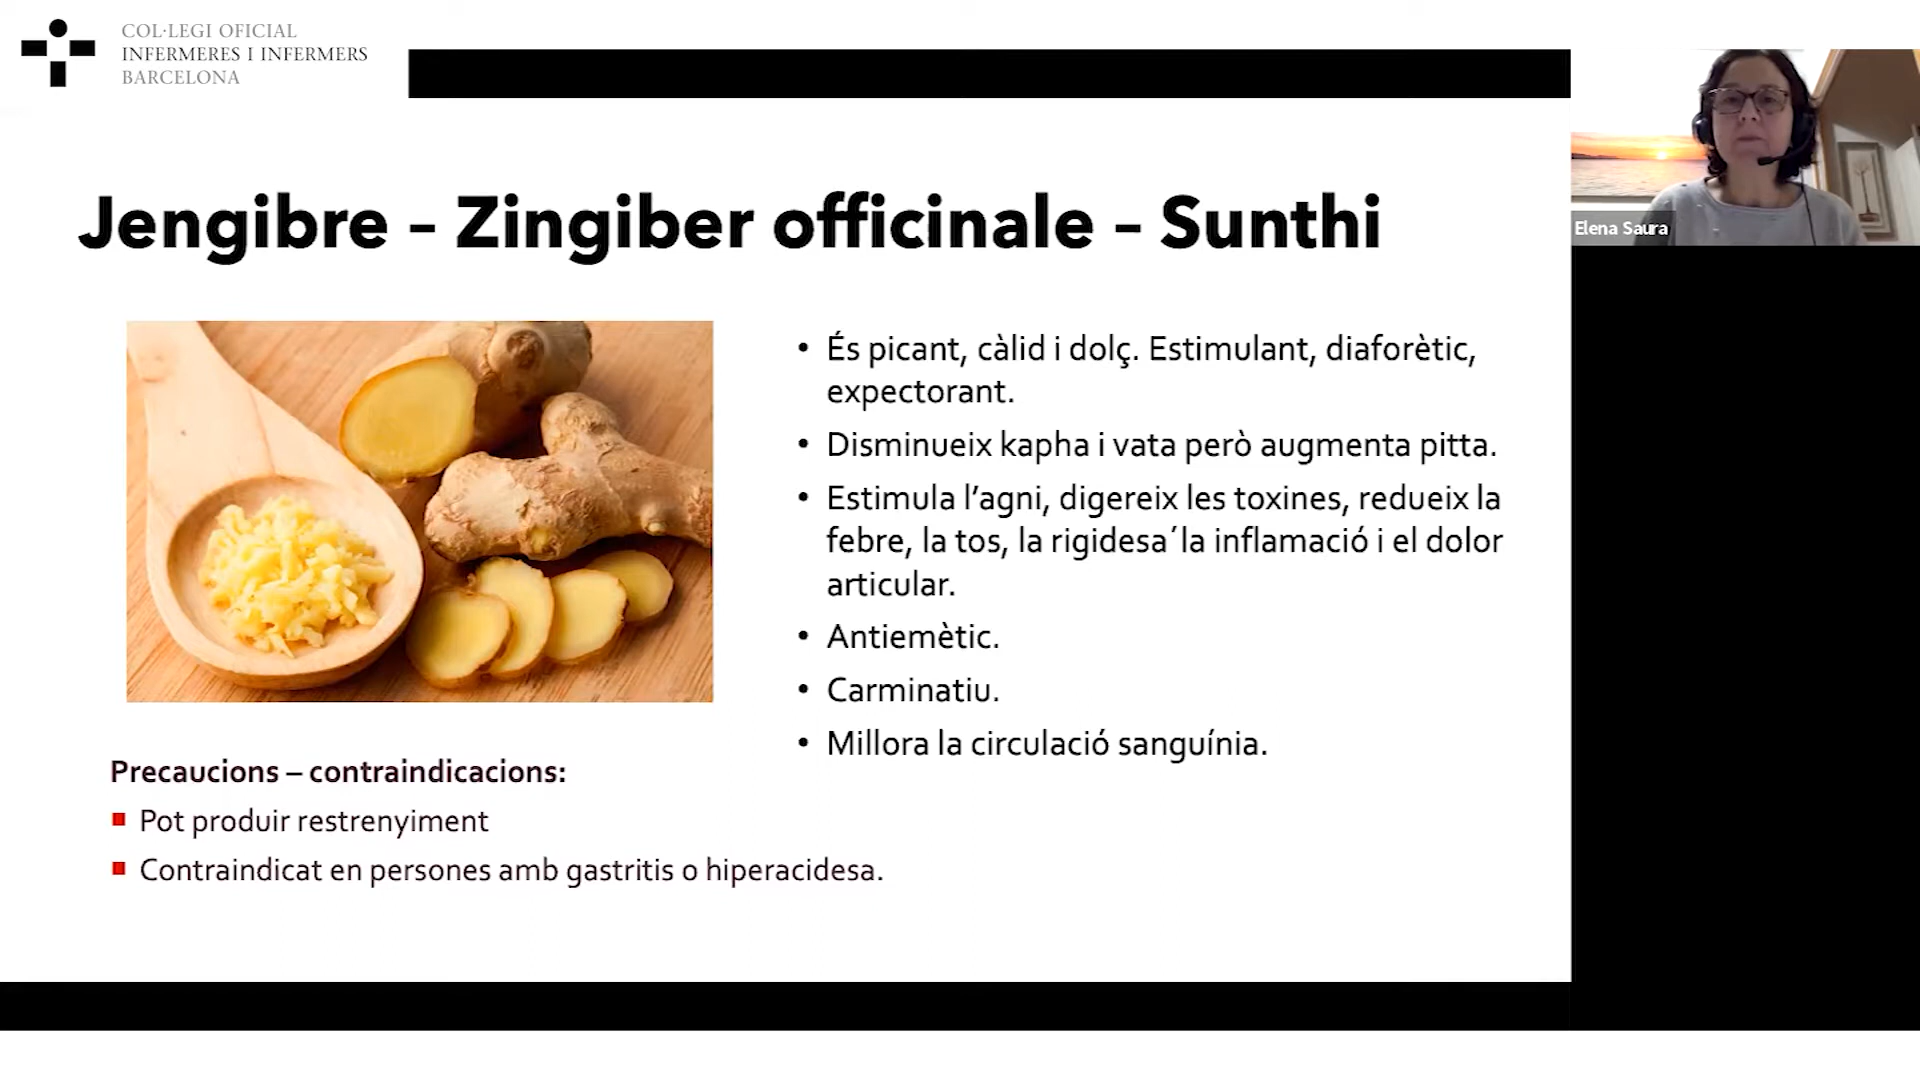 COL·LEGI OFICIAL
INFERMERES I INFERMERS
BARCELONA
Elena Saura
Jengibre – Zingiber officinale – Sunthi
• És picant, càlid i dolç. Estimulant, diaforètic,
expectorant.
• Disminueix kapha i vata però augmenta pitta.
• Estimula l’agni, digereix les toxines, redueix la
febre, la tos, la rigidesa´la inflamació i el dolor
articular.
• Antiemètic.
• Carminatiu.
• Millora la circulació sanguínia.
Precaucions – contraindicacions:
▪ Pot produir restrenyiment
▪ Contraindicat en persones amb gastritis o hiperacidesa.